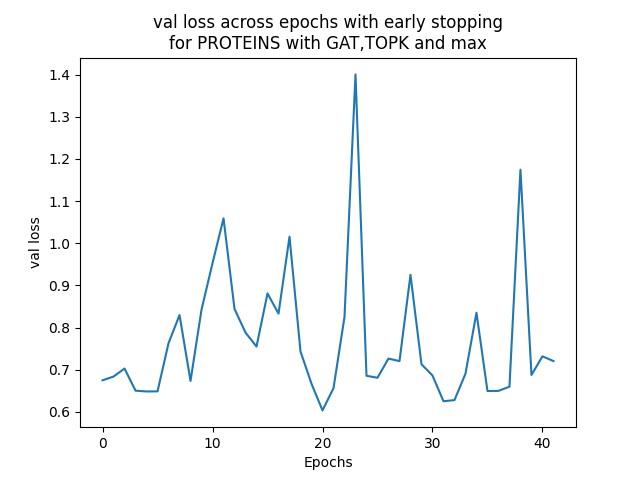 val loss across epochs with early stopping
for PROTEINS with GAT,TOPK and max
1.4
1.3
1.2
1.1
1.0
0.9
0.8
0.7
0.6
val loss
0 10 20 30 40
Epochs